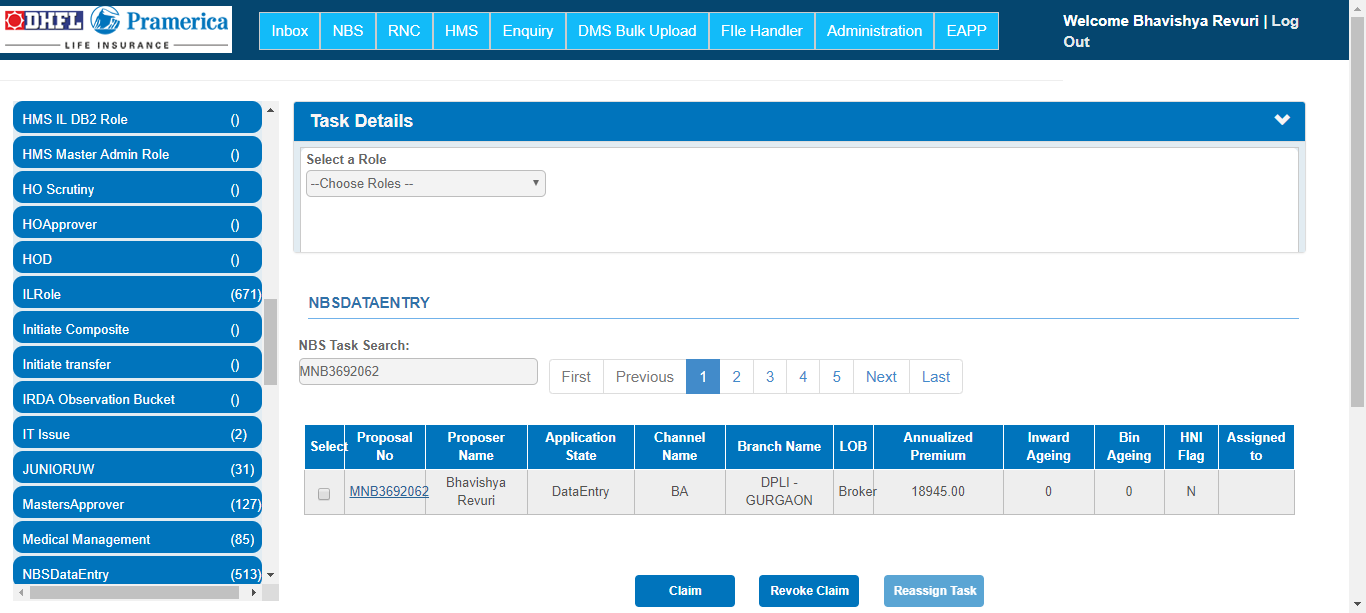 DHFL Pramerica
LIFE INSURANCE
Inbox NBS RNC HMS Enquiry DMS Bulk Upload FIle Handler Administration EAPP
Welcome Bhavishya Revuri | Log
Out
HMS IL DB2 Role ()
HMS Master Admin Role ()
HO Scrutiny ()
HOApprover ()
HOD ()
ILRole (671)
Initiate Composite ()
Initiate transfer ()
IRDA Observation Bucket ()
IT Issue (2)
JUNIORUW (31)
MastersApprover (127)
Medical Management (85)
NBSDataEntry (513)
Task Details
Select a Role
--Choose Roles --
NBSDATAENTRY
NBS Task Search:
MNB3692062
First Previous 1 2 3 4 5 Next Last
Select Proposal No Proposer Name Application State Channel Name Branch Name LOB Annualized Premium Inward Ageing Bin Ageing HNI Flag Assigned to
MNB3692062 Bhavishya Revuri DataEntry BA DPLI - GURGAON Broker 18945.00 0 0 N
Claim Revoke Claim Reassign Task